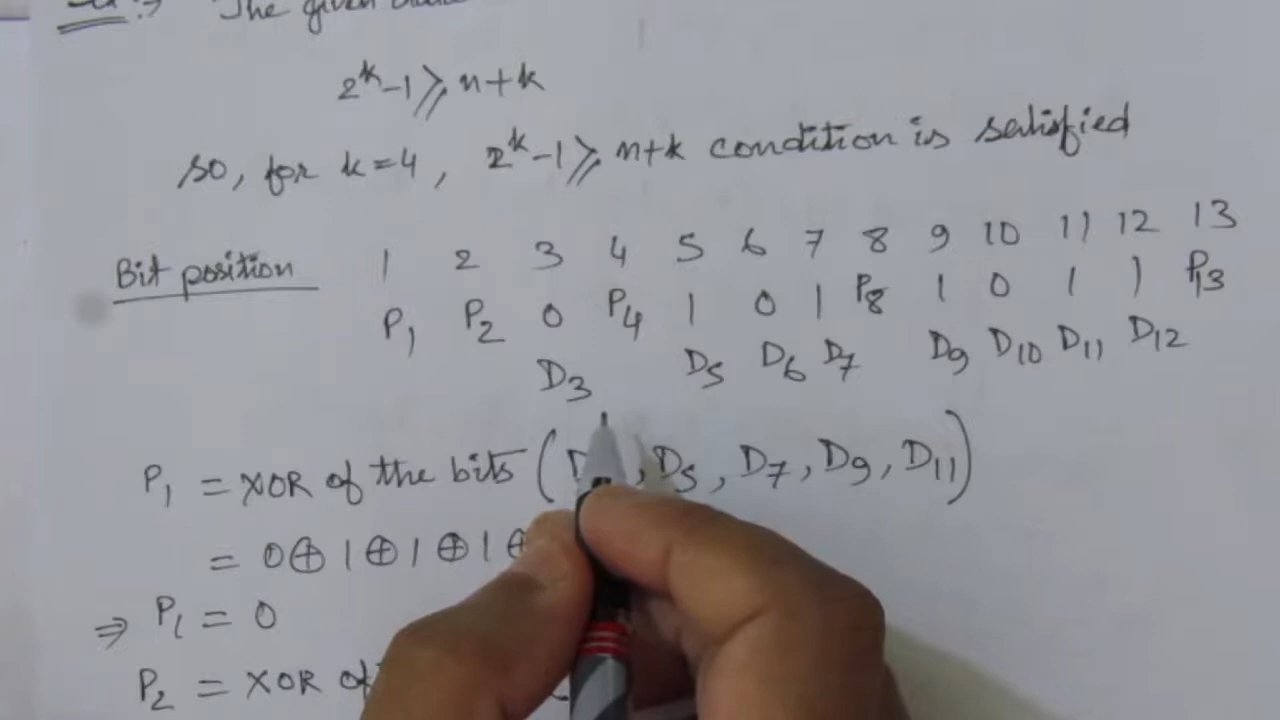 The given
2^k-1 ≥ n+k
so, for k=4, 2^k-1 ≥ n+k condition is satisfied
Bit position 1 2 3 4 5 6 7 8 9 10 11 12 13
P1 P2 0 P4 1 0 1 P8 1 0 1 1 P13
D3 D5 D6 D7 D9 D10 D11 D12
P1 = XOR of the bits (D , D5, D7, D9, D11)
= 0⊕1⊕1⊕1⊕
⇒ P1 = 0
P2 = XOR of